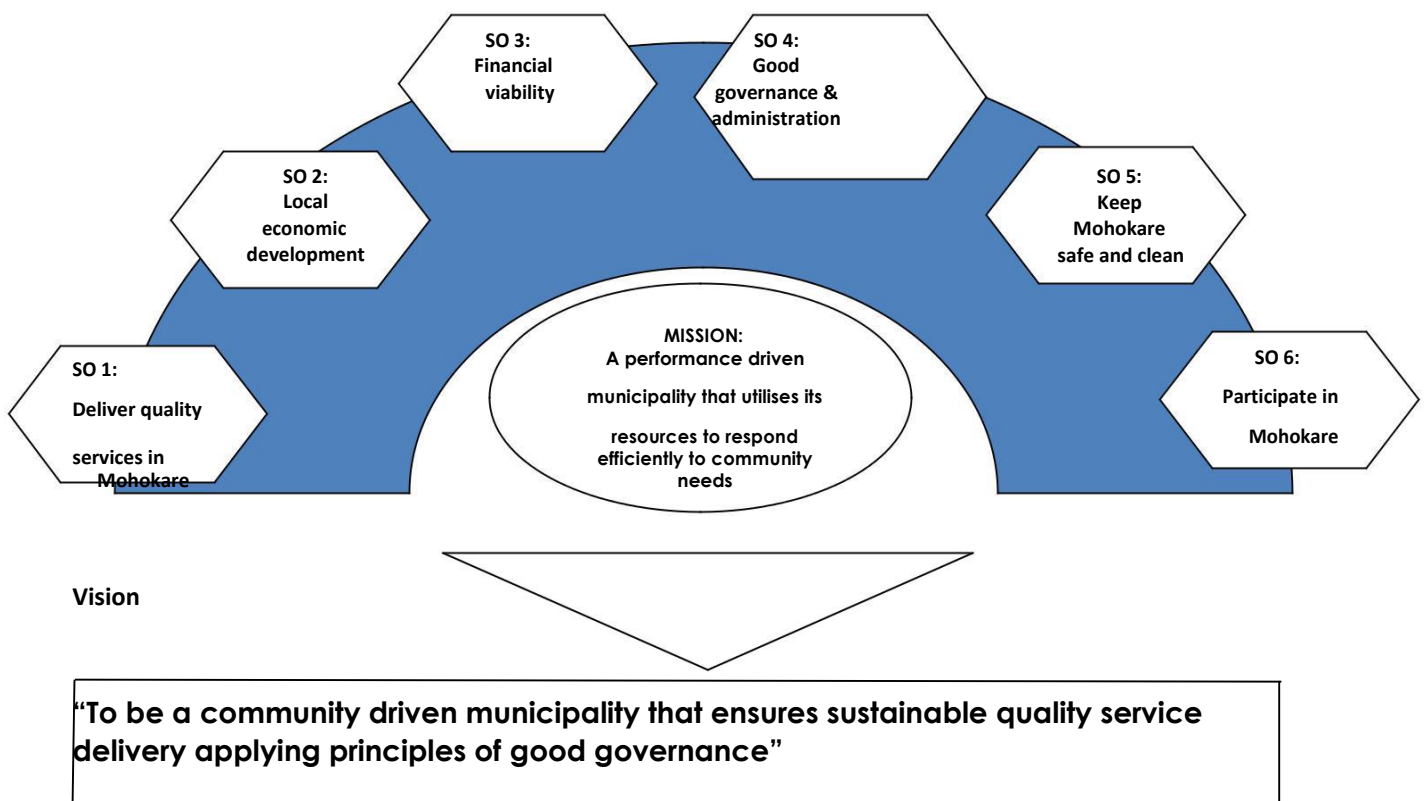 SO 1:
Deliver quality
services in
Mohokare
SO 2:
Local
economic
development
SO 3:
Financial
viability
SO 4:
Good
governance &
administration
SO 5:
Keep
Mohokare
safe and clean
SO 6:
Participate in
Mohokare
MISSION:
A performance driven
municipality that utilises its
resources to respond
efficiently to community
needs
Vision
“To be a community driven municipality that ensures sustainable quality service
delivery applying principles of good governance”